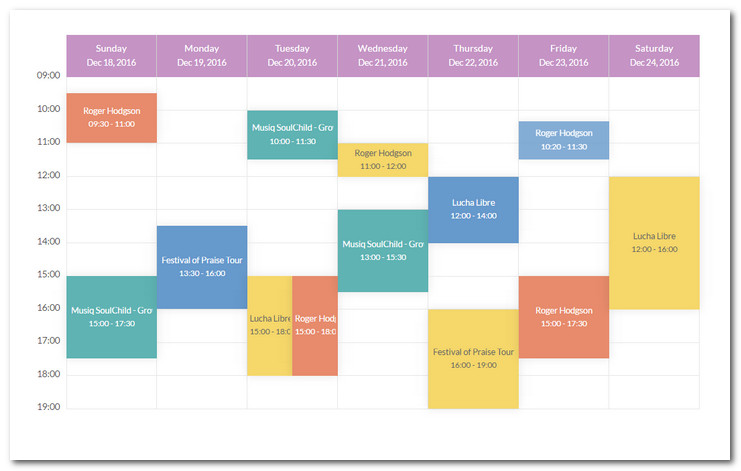 Sunday
Dec 18, 2016
Monday
Dec 19, 2016
Tuesday
Dec 20, 2016
Wednesday
Dec 21, 2016
Thursday
Dec 22, 2016
Friday
Dec 23, 2016
Saturday
Dec 24, 2016
09:00
10:00
11:00
12:00
13:00
14:00
15:00
16:00
17:00
18:00
19:00
Roger Hodgson
09:30 - 11:00
Musiq SoulChild - Gro
15:00 - 17:30
Festival of Praise Tour
13:30 - 16:00
Musiq SoulChild - Gro
10:00 - 11:30
Lucha Libre
15:00 - 18:0
Roger Hodg
15:00 - 18:0
Roger Hodgson
11:00 - 12:00
Musiq SoulChild - Gro
13:00 - 15:30
Lucha Libre
12:00 - 14:00
Festival of Praise Tour
16:00 - 19:00
Roger Hodgson
10:20 - 11:30
Roger Hodgson
15:00 - 17:30
Lucha Libre
12:00 - 16:00